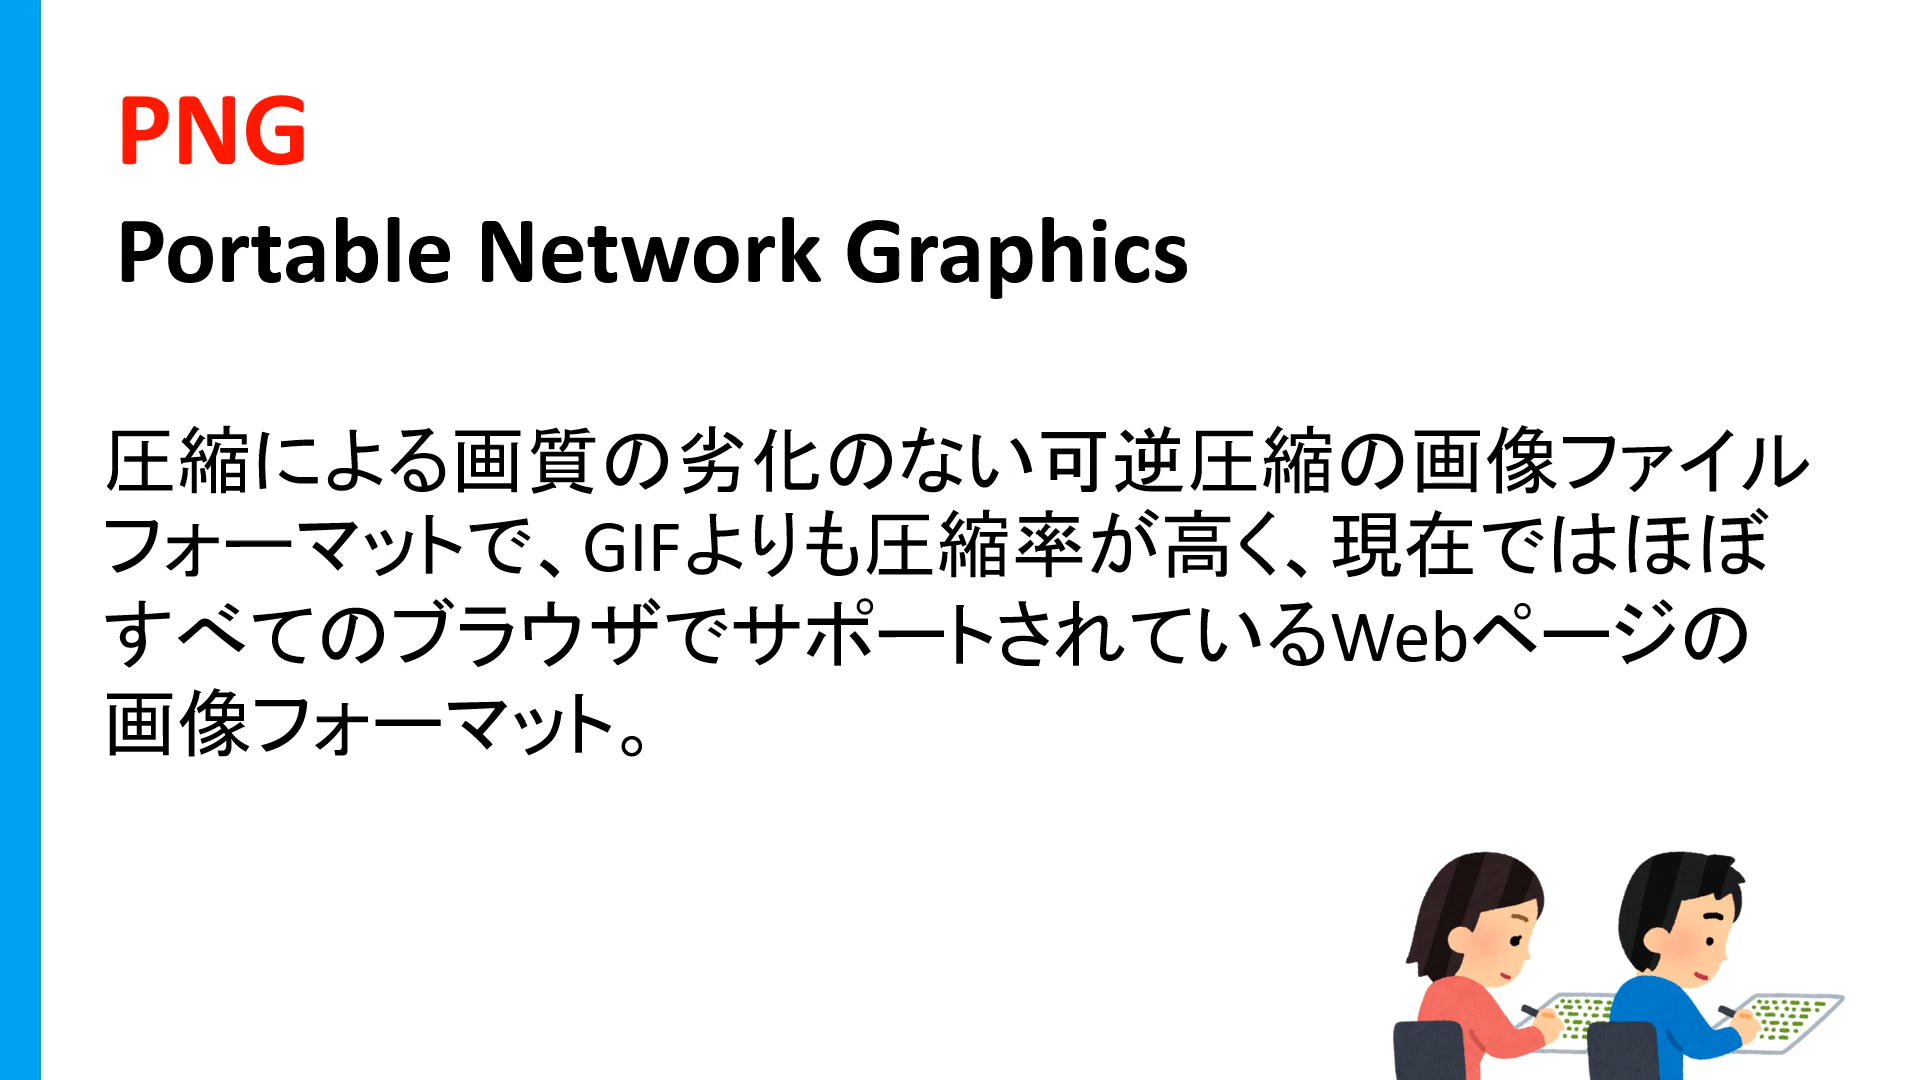 PNG
Portable Network Graphics
圧縮による画質の劣化のない可逆圧縮の画像ファイル
フォーマットで、GIFよりも圧縮率が高く、現在ではほぼ
すべてのブラウザでサポートされているWebページの
画像フォーマット。